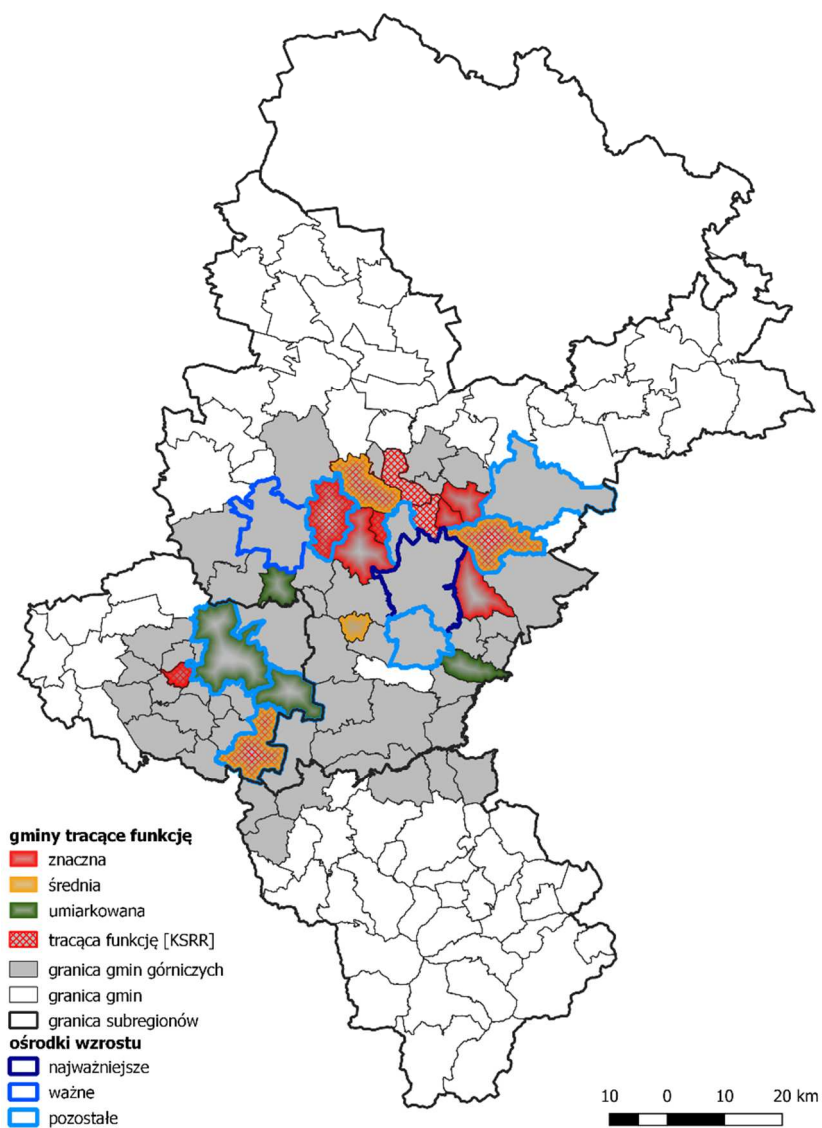 gminy tracące funkcję
znaczna
średnia
umiarkowana
tracąca funkcję [KSRR]
granica gmin górniczych
granica gmin
granica subregionów
ośrodki wzrostu
najważniejsze
ważne
pozostałe
10 0 10 20 km